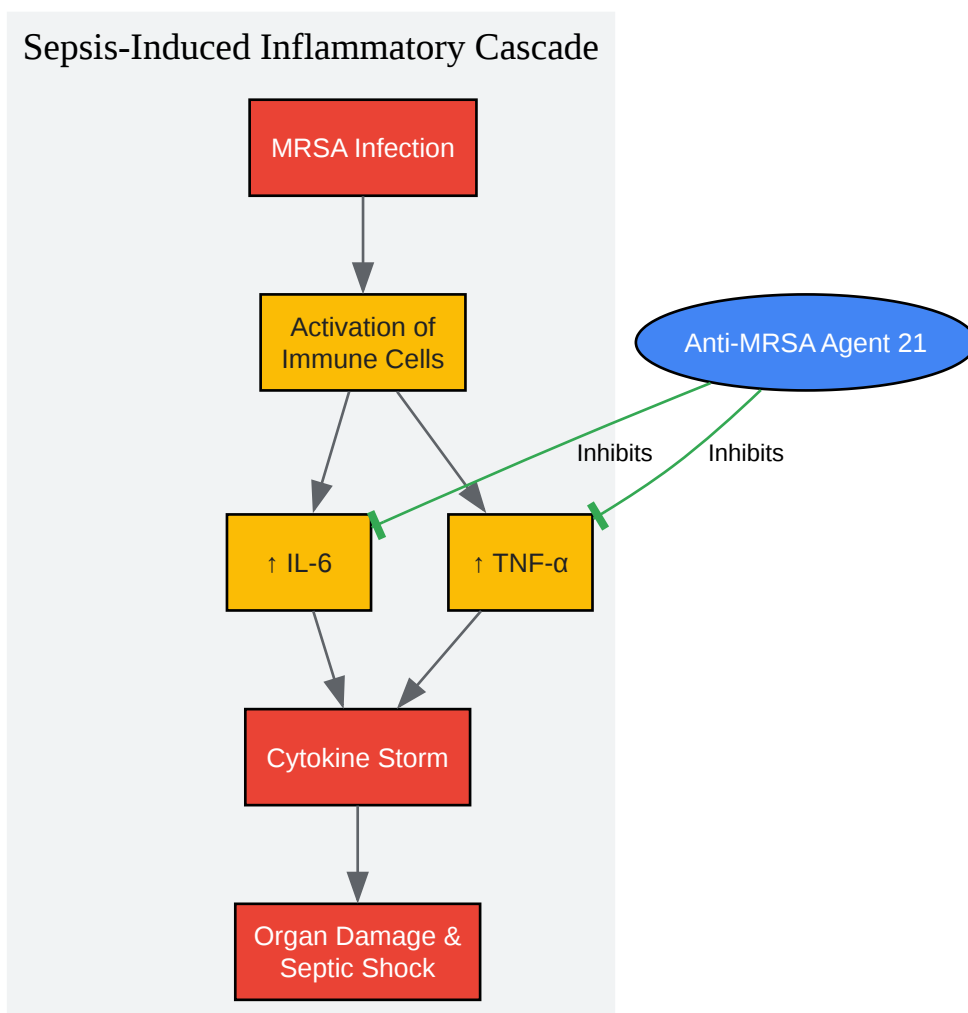 Sepsis-Induced Inflammatory Cascade
MRSA Infection
Activation of
Immune Cells
Anti-MRSA Agent 21
Inhibits
Inhibits
↑ IL-6
↑ TNF-α
Cytokine Storm
Organ Damage &
Septic Shock